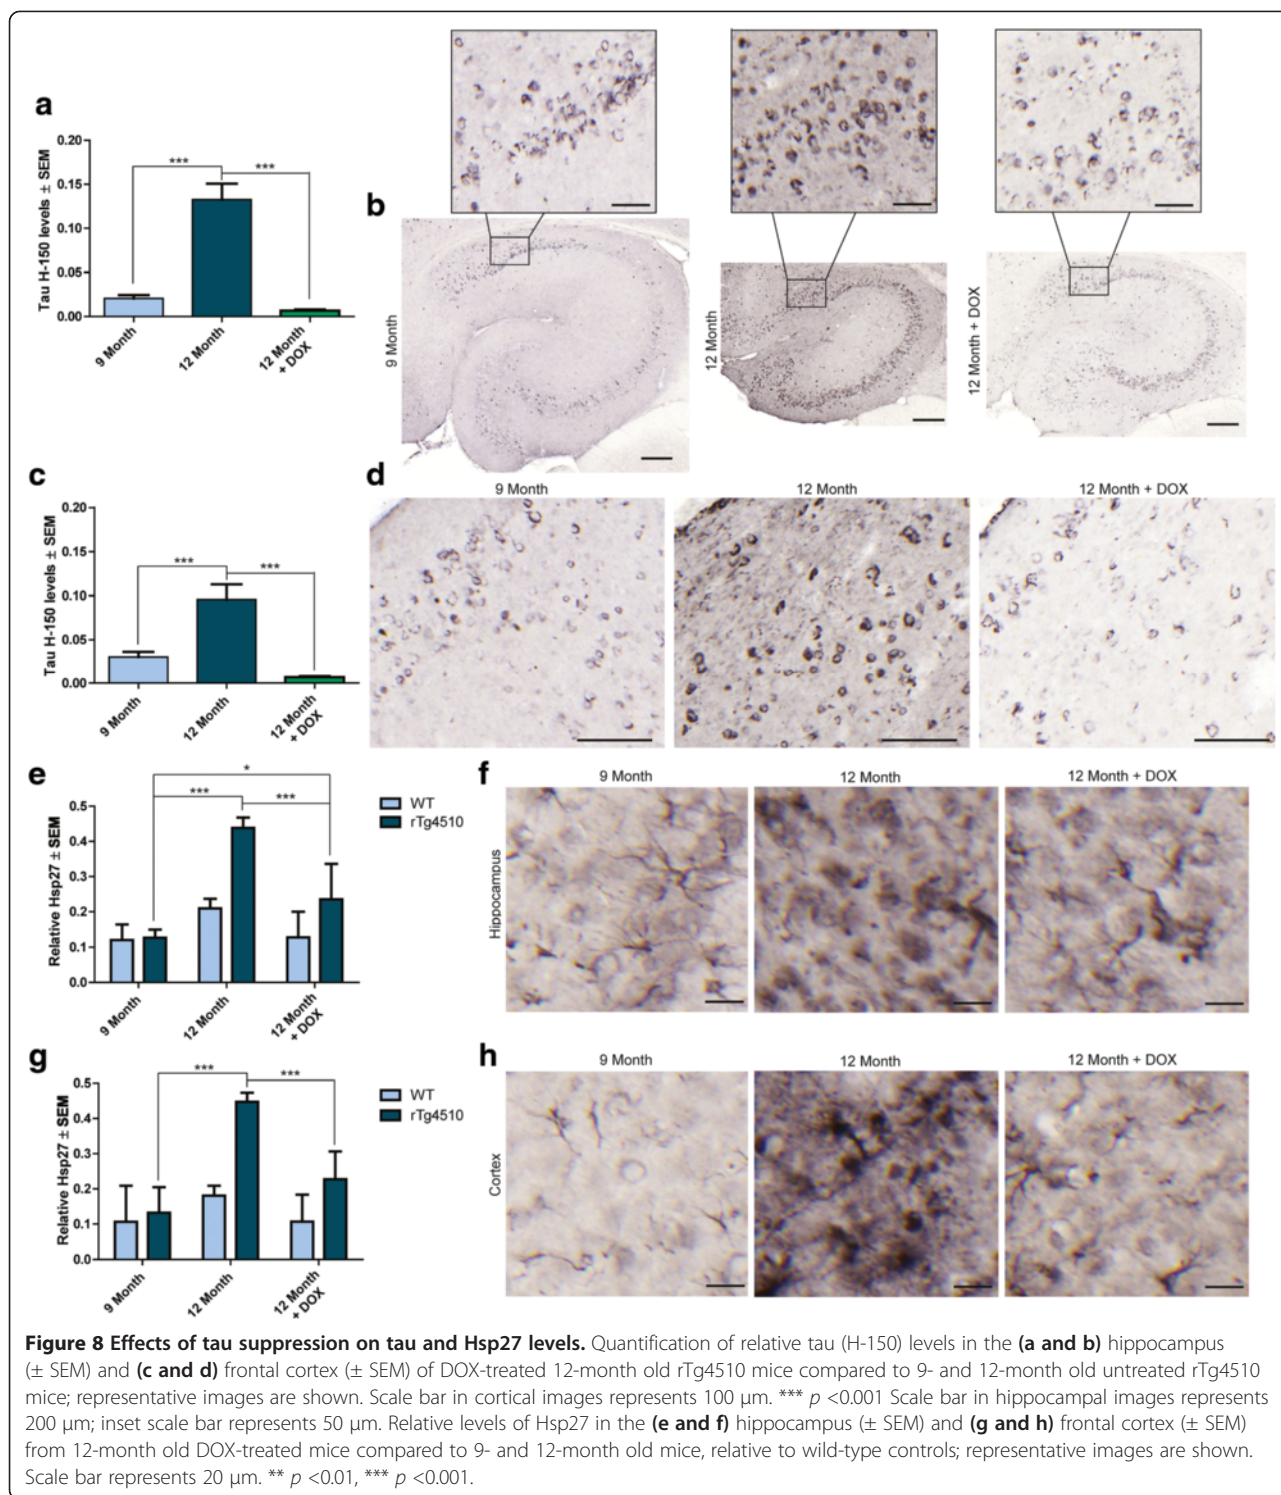 a
Tau H-150 levels ± SEM
0.20
0.15
0.10
0.05
0.00
***
***
9 Month
12 Month
12 Month
+ DOX
b
9 Month
12 Month
12 Month + DOX
c
Tau H-150 levels ± SEM
0.20
0.15
0.10
0.05
0.00
***
***
9 Month
12 Month
12 Month
+ DOX
d
9 Month
12 Month
12 Month + DOX
e
Relative Hsp27 ± SEM
0.5
0.4
0.3
0.2
0.1
0.0
*
***
***
WT
rTg4510
9 Month
12 Month
12 Month
+ DOX
f
9 Month
12 Month
12 Month + DOX
Hippocampus
g
Relative Hsp27 ± SEM
0.5
0.4
0.3
0.2
0.1
0.0
***
***
WT
rTg4510
9 Month
12 Month
12 Month
+ DOX
h
9 Month
12 Month
12 Month + DOX
Cortex
Figure 8 Effects of tau suppression on tau and Hsp27 levels. Quantification of relative tau (H-150) levels in the (a and b) hippocampus
(± SEM) and (c and d) frontal cortex (± SEM) of DOX-treated 12-month old rTg4510 mice compared to 9- and 12-month old untreated rTg4510
mice; representative images are shown. Scale bar in cortical images represents 100 μm. *** p <0.001 Scale bar in hippocampal images represents
200 μm; inset scale bar represents 50 μm. Relative levels of Hsp27 in the (e and f) hippocampus (± SEM) and (g and h) frontal cortex (± SEM)
from 12-month old DOX-treated mice compared to 9- and 12-month old mice, relative to wild-type controls; representative images are shown.
Scale bar represents 20 μm. ** p <0.01, *** p <0.001.